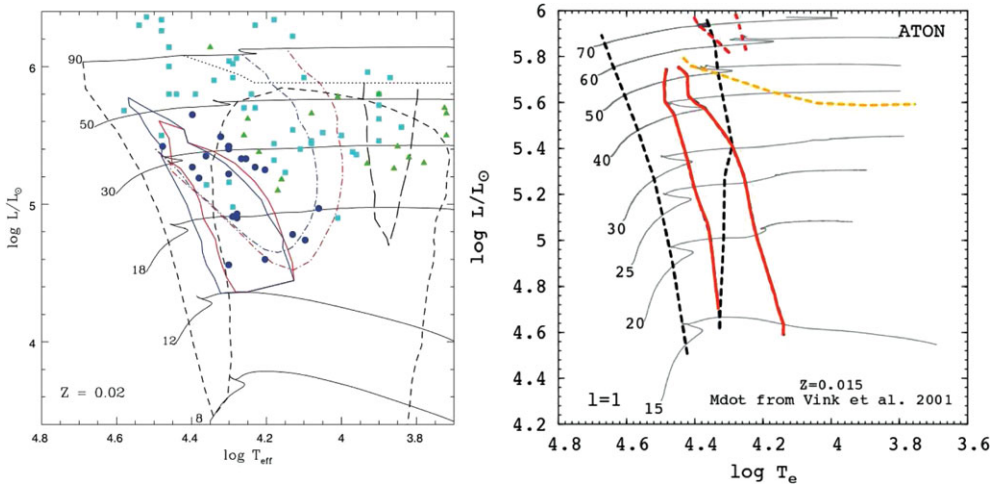 6
5
4
log L/L⊙
90
50
30
18
12
8
Z = 0.02
4.8 4.6 4.4 4.2 4 3.8
log T_eff
6
5.8
5.6
5.4
5.2
5
4.8
4.6
4.4
4.2
log L/L⊙
ATON
70
60
50
40
30
25
20
15
l=1
Z=0.015
Mdot from Vink et al. 2001
4.8 4.6 4.4 4.2 4 3.8 3.6
log T_e